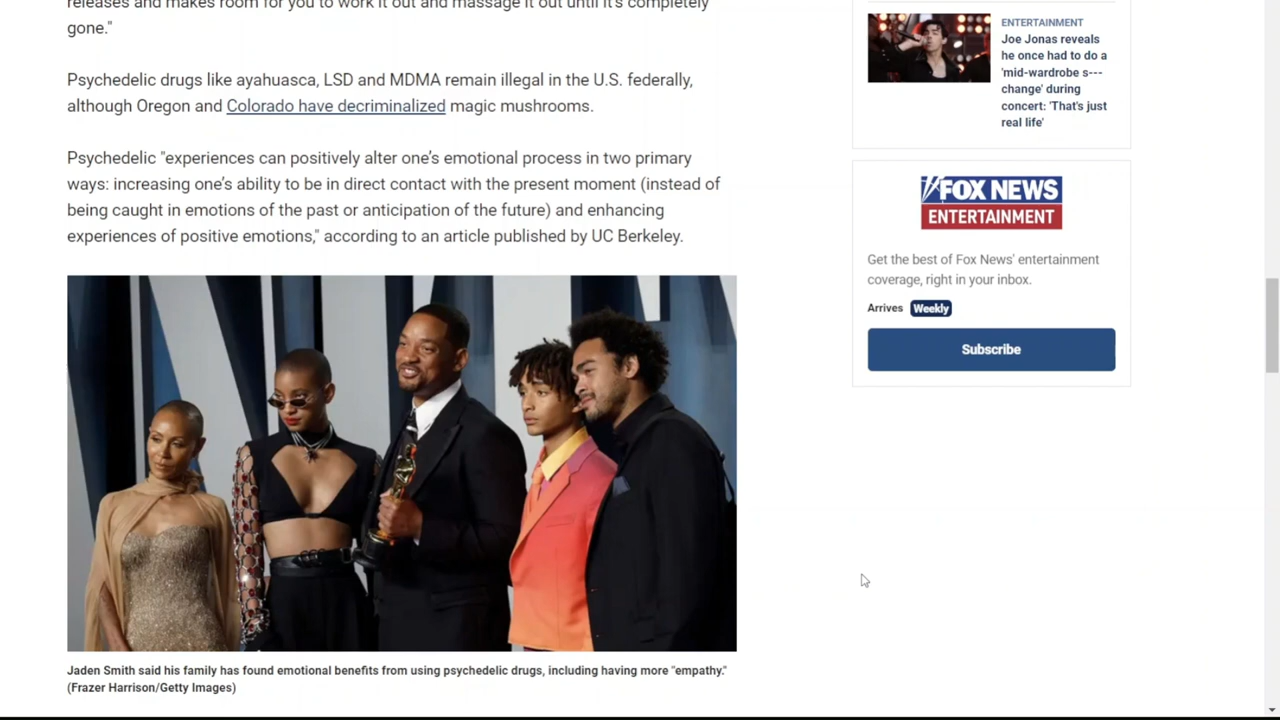 releases and makes room for you to work it out and massage it out until it's completely
gone."
Psychedelic drugs like ayahuasca, LSD and MDMA remain illegal in the U.S. federally,
although Oregon and Colorado have decriminalized magic mushrooms.
Psychedelic "experiences can positively alter one’s emotional process in two primary
ways: increasing one’s ability to be in direct contact with the present moment (instead of
being caught in emotions of the past or anticipation of the future) and enhancing
experiences of positive emotions," according to an article published by UC Berkeley.
Jaden Smith said his family has found emotional benefits from using psychedelic drugs, including having more "empathy."
(Frazer Harrison/Getty Images)
ENTERTAINMENT
Joe Jonas reveals
he once had to do a
'mid-wardrobe s---
change' during
concert: 'That's just
real life'
FOX NEWS
ENTERTAINMENT
Get the best of Fox News' entertainment
coverage, right in your inbox.
Arrives Weekly
Subscribe